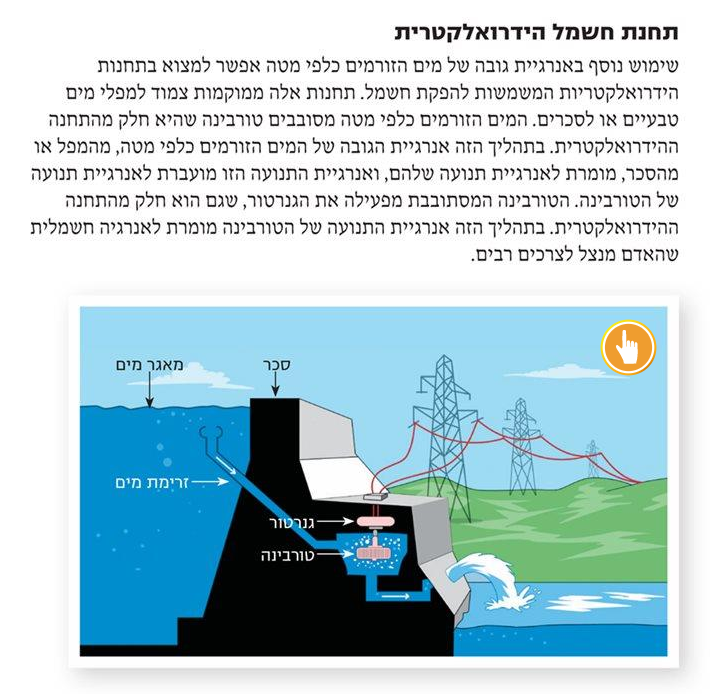 תחנת חשמל הידרואלקטרית
שימוש נוסף באנרגיית גובה של מים הזורמים כלפי מטה אפשר למצוא בתחנות
הידרואלקטריות המשמשות להפקת חשמל. תחנות אלה ממוקמות צמוד למפלי מים
טבעיים או לסכרים. המים הזורמים כלפי מטה מסובבים טורבינה שהיא חלק מהתחנה
ההידרואלקטרית. בתהליך הזה אנרגיית הגובה של המים הזורמים כלפי מטה, מהמפל או
מהסכר, מומרת לאנרגיית תנועה שלהם, ואנרגיית התנועה הזו מועברת לאנרגיית תנועה
של הטורבינה. הטורבינה המסתובבת מפעילה את הגנרטור, שגם הוא חלק מהתחנה
ההידרואלקטרית. בתהליך הזה אנרגיית התנועה של הטורבינה מומרת לאנרגיה חשמלית
שהאדם מנצל לצרכים רבים.
סכר
מאגר מים
זרימת מים
גנרטור
טורבינה